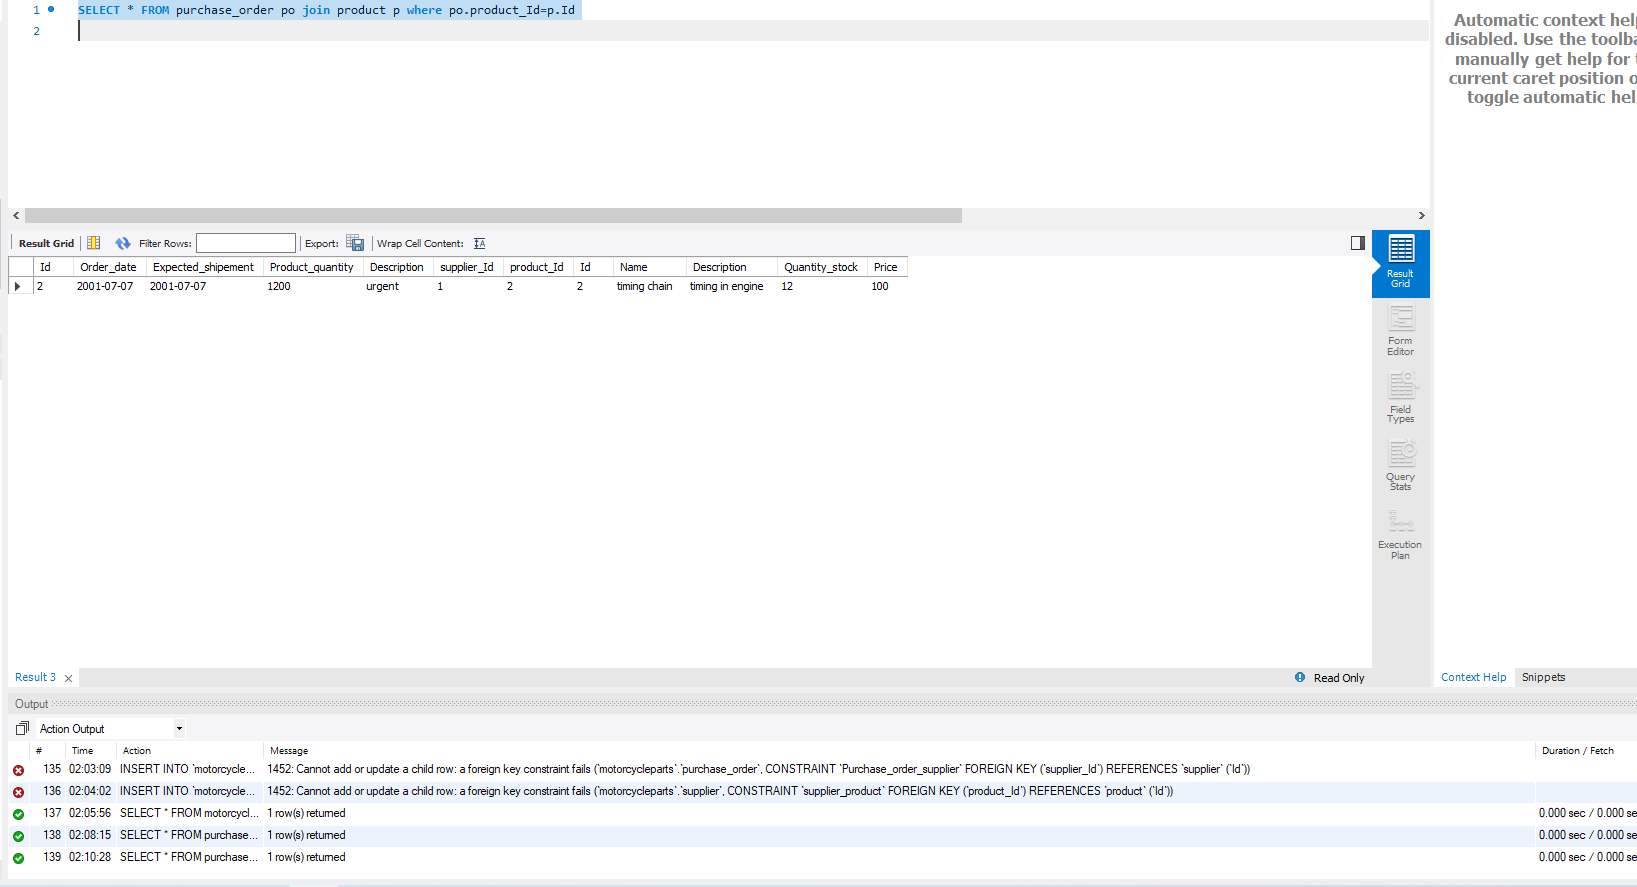 1 SELECT * FROM purchase_order po join product p where po.product_Id=p.Id
2
Automatic context help
disabled. Use the toolba
manually get help for t
current caret position o
toggle automatic hel
Result Grid Filter Rows: Export: Wrap Cell Content:
Id Order_date Expected_shipement Product_quantity Description supplier_Id product_Id Id Name Description Quantity_stock Price
2 2001-07-07 2001-07-07 1200 urgent 1 2 2 timing chain timing in engine 12 100
Result
Grid
Form
Editor
Field
Types
Query
Stats
Execution
Plan
Result 3 Read Only Context Help Snippets
Output
Action Output
# Time Action Message Duration / Fetch
135 02:03:09 INSERT INTO `motorcycle... 1452: Cannot add or update a child row: a foreign key constraint fails (`motorcycleparts`.`purchase_order`, CONSTRAINT `Purchase_order_supplier` FOREIGN KEY (`supplier_Id`) REFERENCES `supplier` (`Id`))
136 02:04:02 INSERT INTO `motorcycle... 1452: Cannot add or update a child row: a foreign key constraint fails (`motorcycleparts`.`supplier`, CONSTRAINT `supplier_product` FOREIGN KEY (`product_Id`) REFERENCES `product` (`Id`))
137 02:05:56 SELECT * FROM motorcycl... 1 row(s) returned 0.000 sec / 0.000 se
138 02:08:15 SELECT * FROM purchase... 1 row(s) returned 0.000 sec / 0.000 se
139 02:10:28 SELECT * FROM purchase... 1 row(s) returned 0.000 sec / 0.000 se